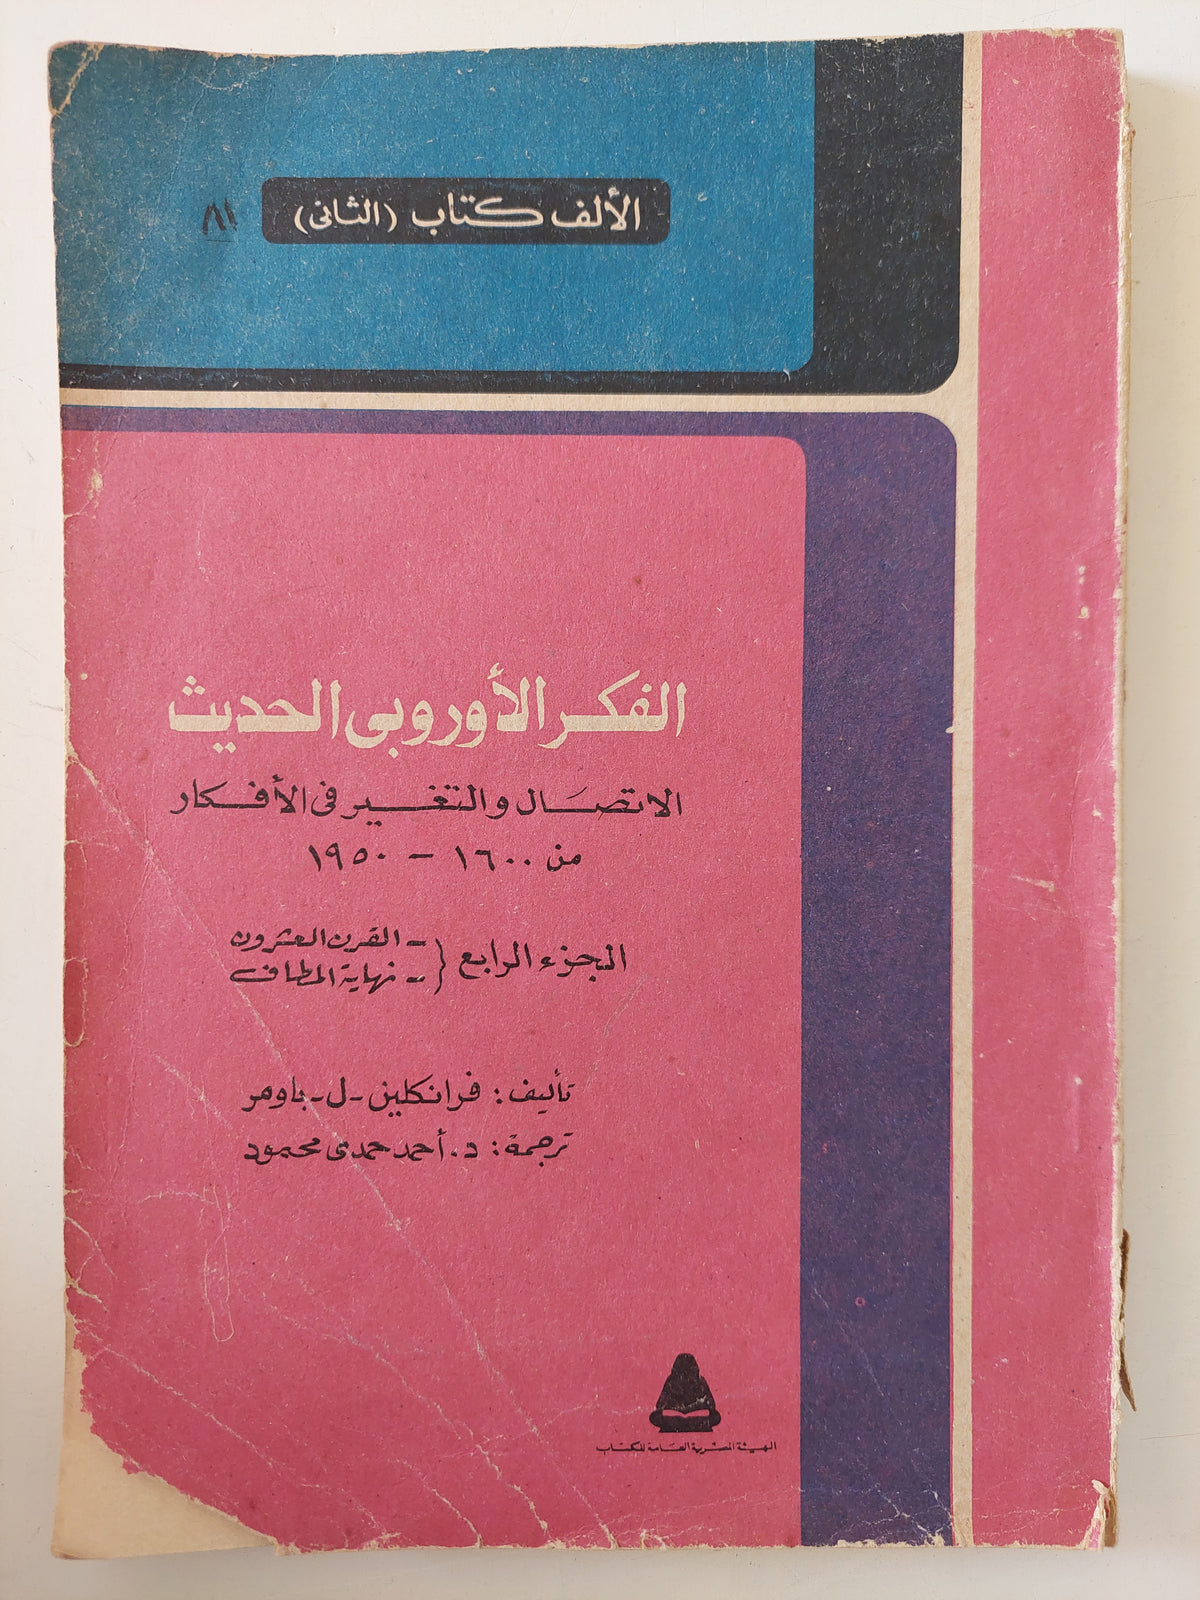 الألف كتاب (الثانى)
٨١
الفكر الأوروبى الحديث
الاتصال والتغير فى الأفكار
من ١٦٠٠ - ١٩٥٠
الجزء الرابع { - القرن العشرون
- نهاية المطاف
تأليف: فرانكلين - ل - باومر
ترجمة: د. أحمد حمدى محمود
الهيئة المصرية العامة للكتاب